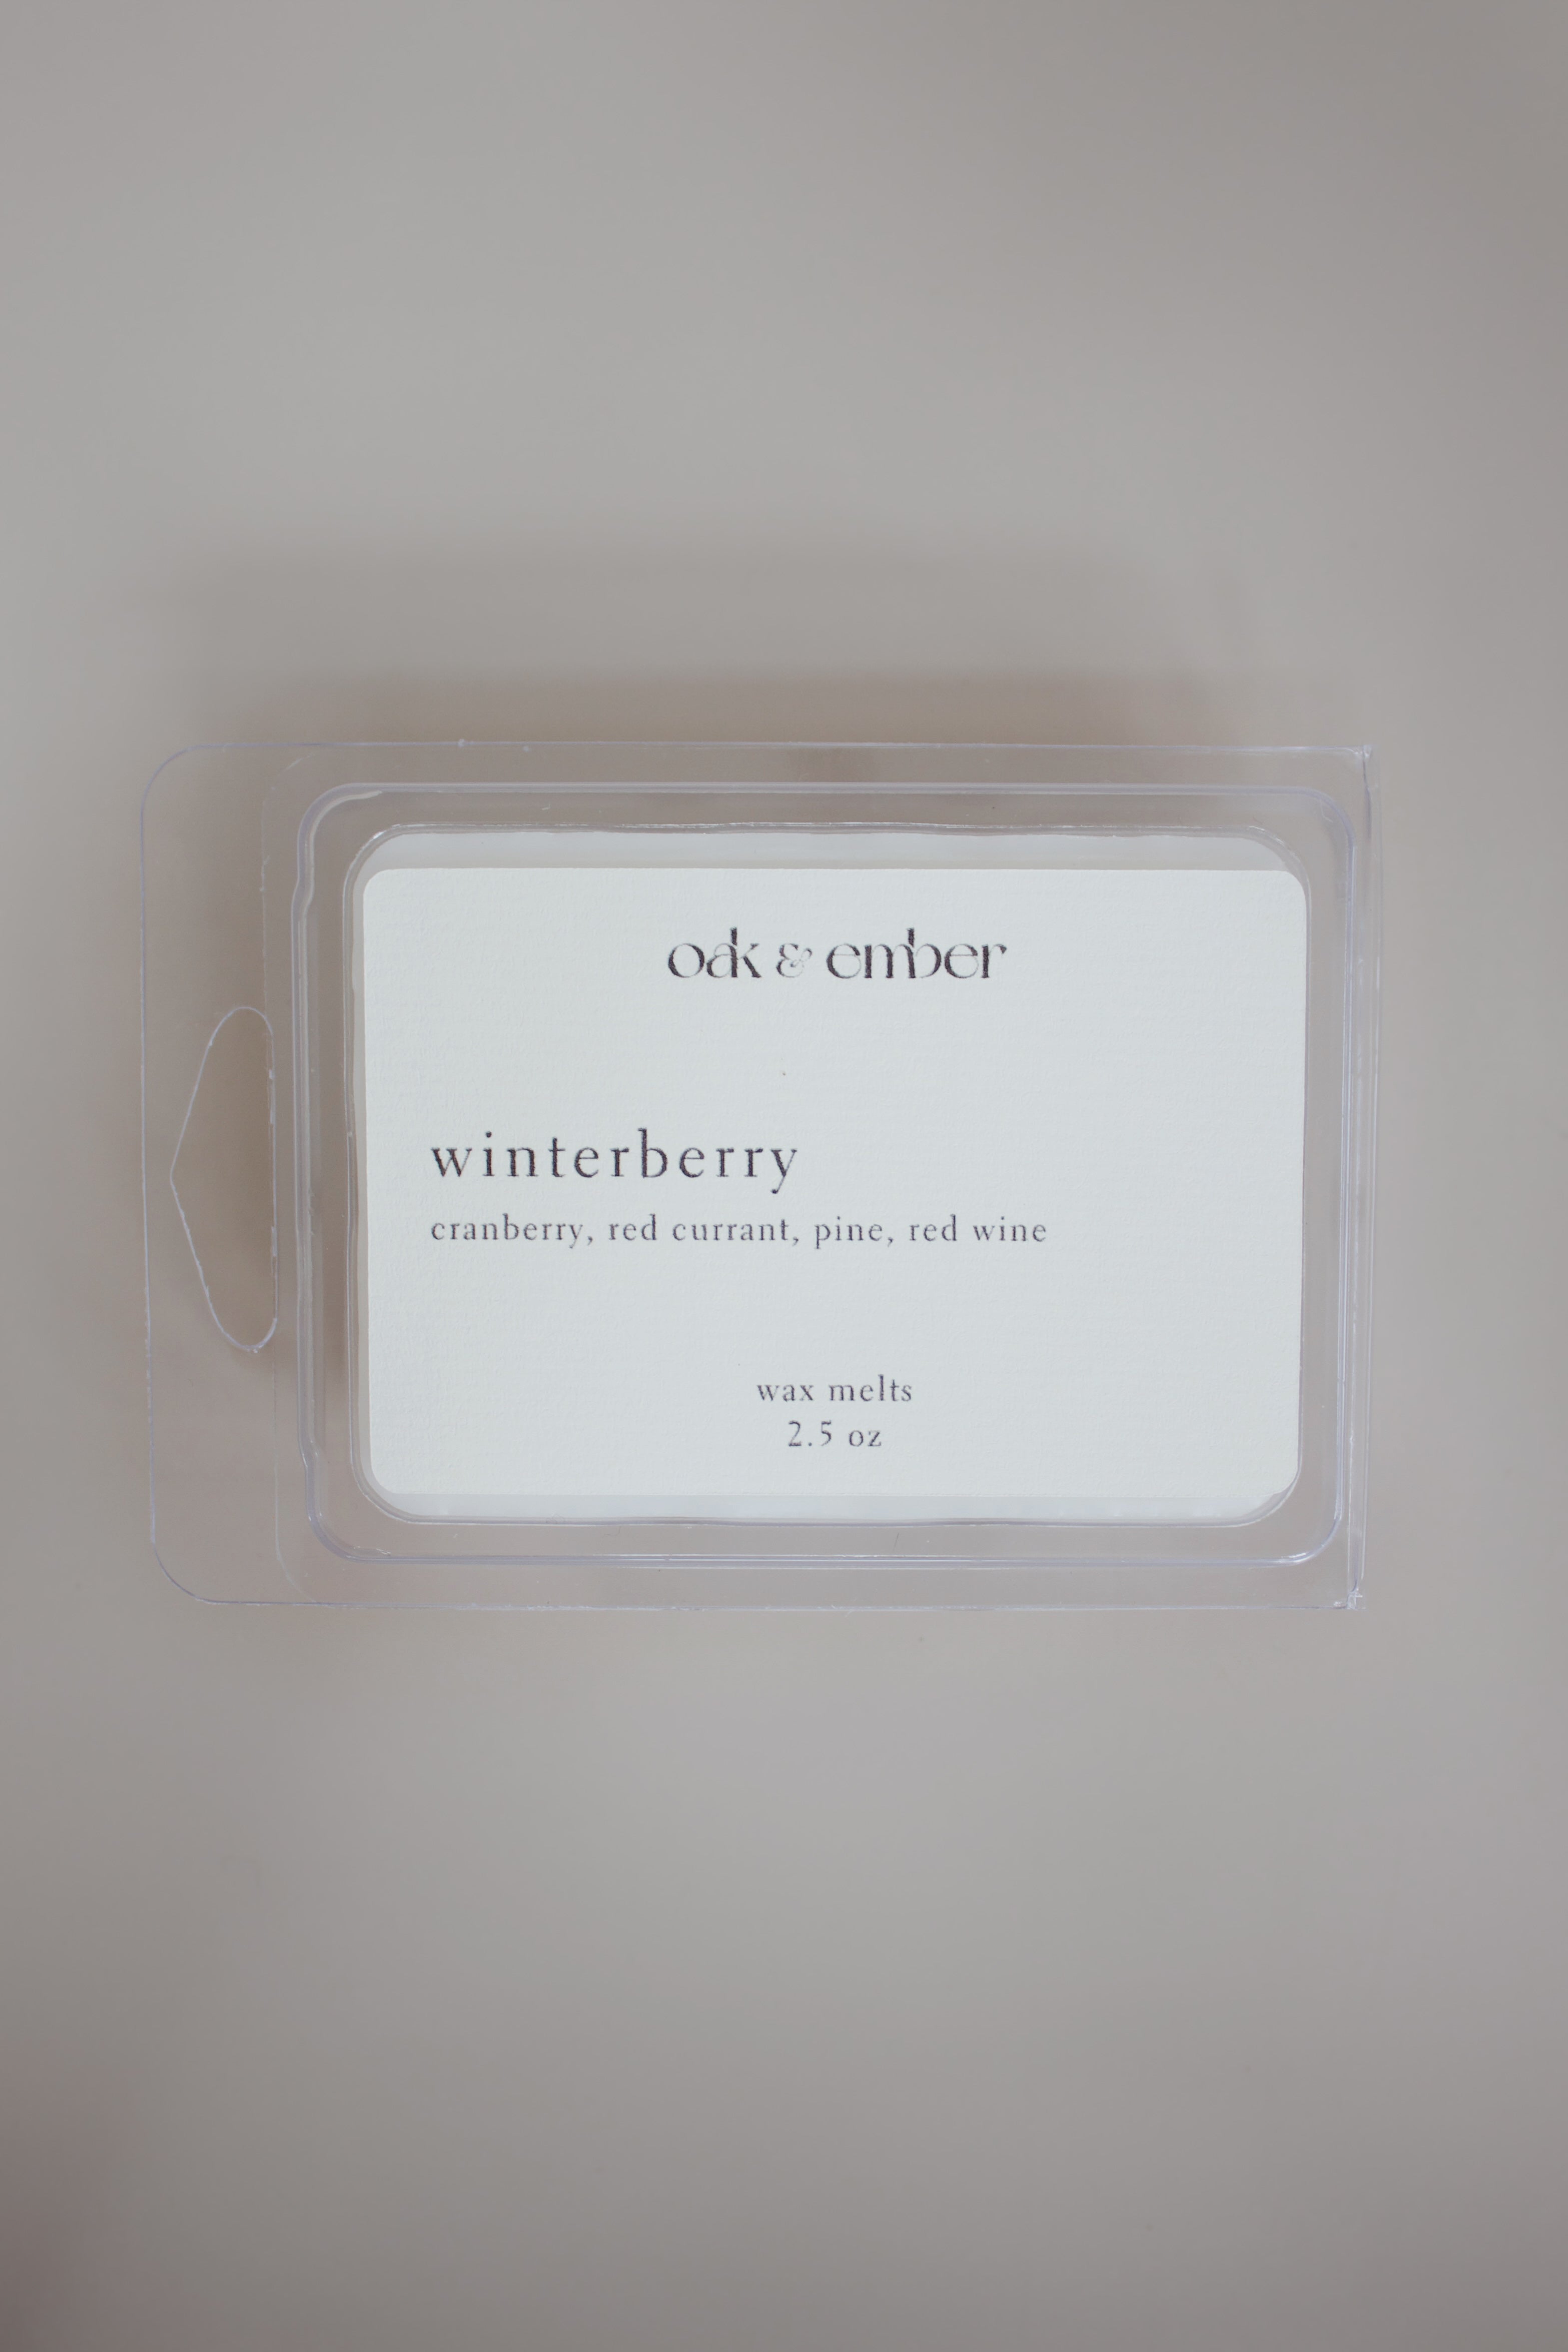 oak & ember
winterberry
cranberry, red currant, pine, red wine
wax melts
2.5 oz